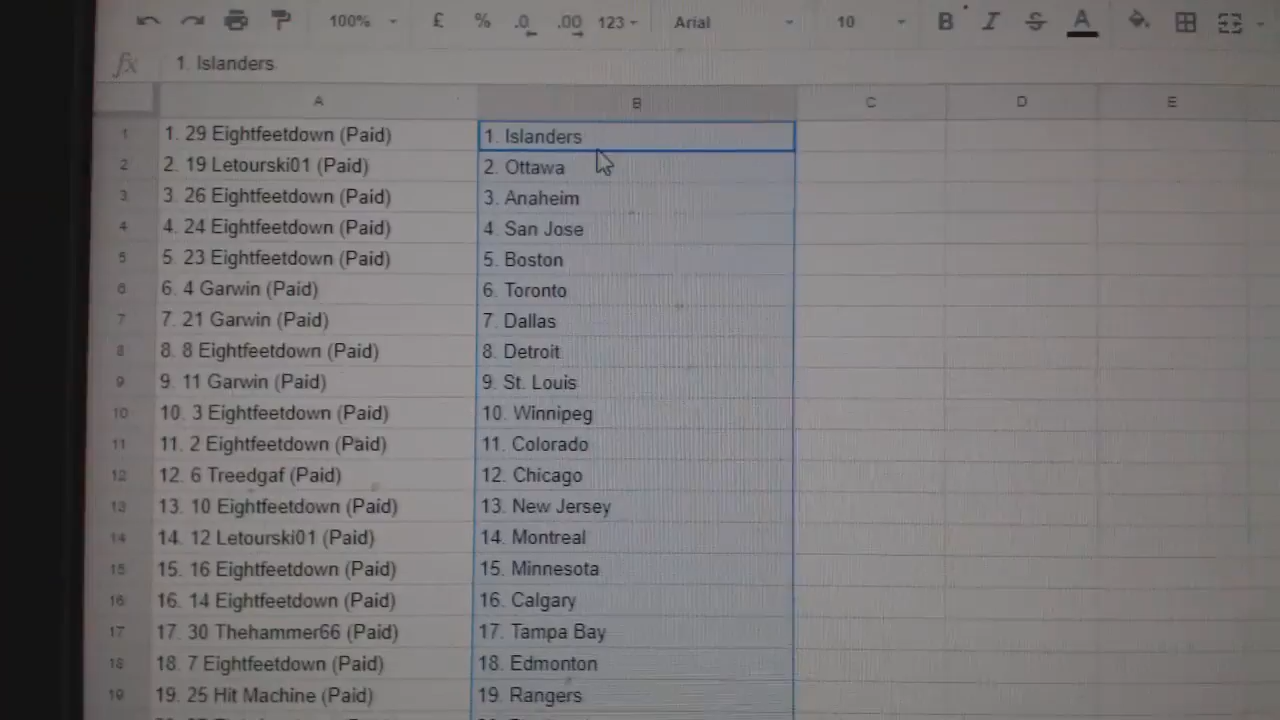 100% £ % .0 .00 123 Arial 10 B I S A
fx 1. Islanders
A B C D E
1 1. 29 Eightfeetdown (Paid) 1. Islanders
2 2. 19 Letourski01 (Paid) 2. Ottawa
3 3. 26 Eightfeetdown (Paid) 3. Anaheim
4 4. 24 Eightfeetdown (Paid) 4. San Jose
5 5. 23 Eightfeetdown (Paid) 5. Boston
6 6. 4 Garwin (Paid) 6. Toronto
7 7. 21 Garwin (Paid) 7. Dallas
8 8. 8 Eightfeetdown (Paid) 8. Detroit
9 9. 11 Garwin (Paid) 9. St. Louis
10 10. 3 Eightfeetdown (Paid) 10. Winnipeg
11 11. 2 Eightfeetdown (Paid) 11. Colorado
12 12. 6 Treedgaf (Paid) 12. Chicago
13 13. 10 Eightfeetdown (Paid) 13. New Jersey
14 14. 12 Letourski01 (Paid) 14. Montreal
15 15. 16 Eightfeetdown (Paid) 15. Minnesota
16 16. 14 Eightfeetdown (Paid) 16. Calgary
17 17. 30 Thehammer66 (Paid) 17. Tampa Bay
18 18. 7 Eightfeetdown (Paid) 18. Edmonton
19 19. 25 Hit Machine (Paid) 19. Rangers